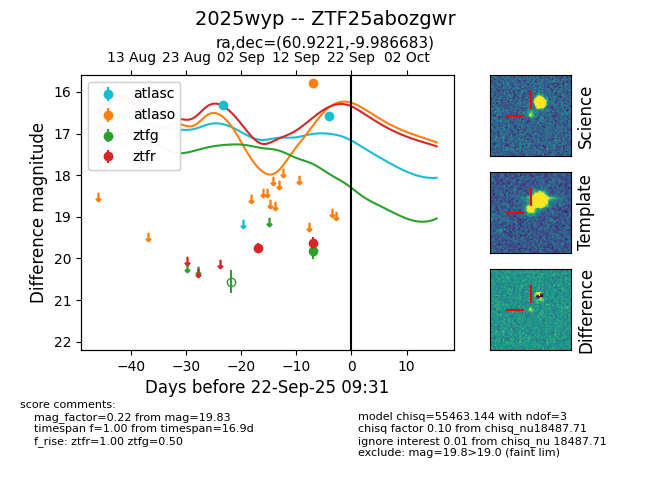 2025wyp -- ZTF25abozgwr
ra,dec=(60.9221,-9.986683)
13 Aug 23 Aug 02 Sep 12 Sep 22 Sep 02 Oct
atlasc
atlaso
ztfg
ztfr
16
17
18
19
20
21
22
Difference magnitude
−40 −30 −20 −10 0 10
Days before 22-Sep-25 09:31
Science
Template
Difference
score comments:
mag_factor=0.22 from mag=19.83
timespan f=1.00 from timespan=16.9d
f_rise: ztfr=1.00 ztfg=0.50
model chisq=55463.144 with ndof=3
chisq factor 0.10 from chisq_nu18487.71
ignore interest 0.01 from chisq_nu 18487.71
exclude: mag=19.8>19.0 (faint lim)